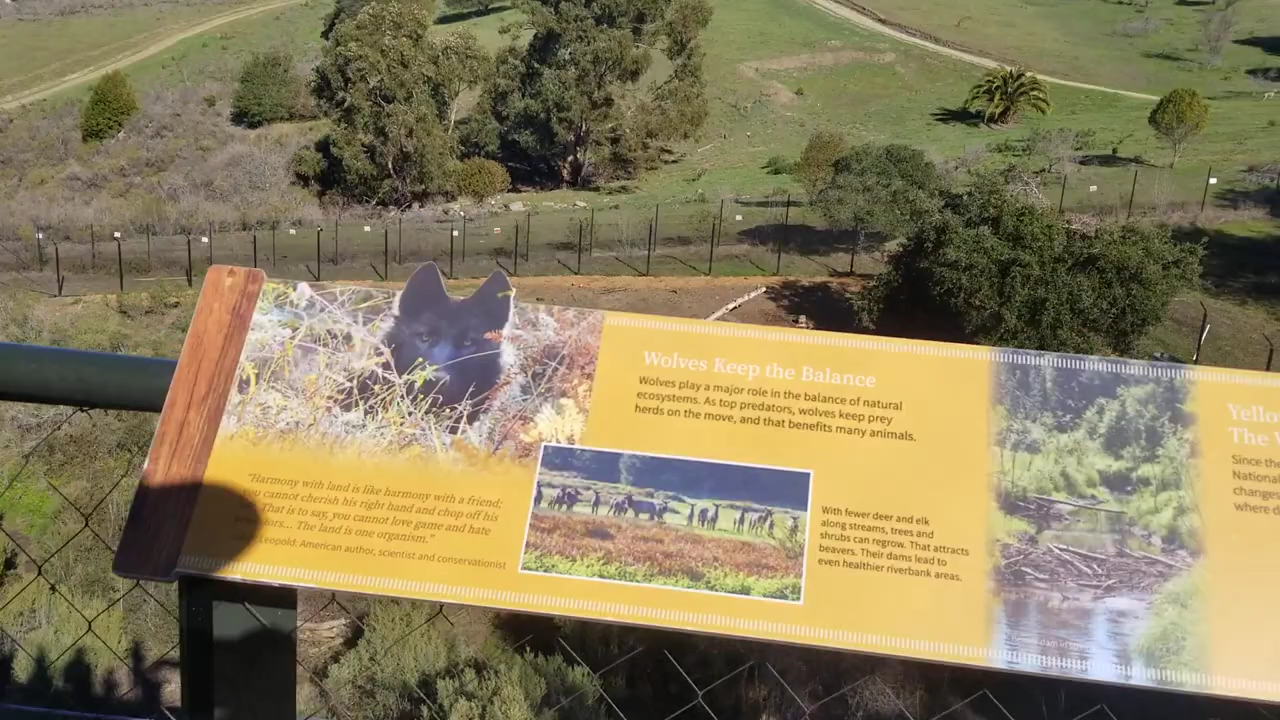 Wolves Keep the Balance
Wolves play a major role in the balance of natural
ecosystems. As top predators, wolves keep prey
herds on the move, and that benefits many animals.
"Harmony with land is like harmony with a friend;
you cannot cherish his right hand and chop off his
That is to say, you cannot love game and hate
The land is one organism."
Leopold: American author, scientist and conservationist
With fewer deer and elk
along streams, trees and
shrubs can regrow. That attracts
beavers. Their dams lead to
even healthier riverbank areas.
The
Since the
National
where